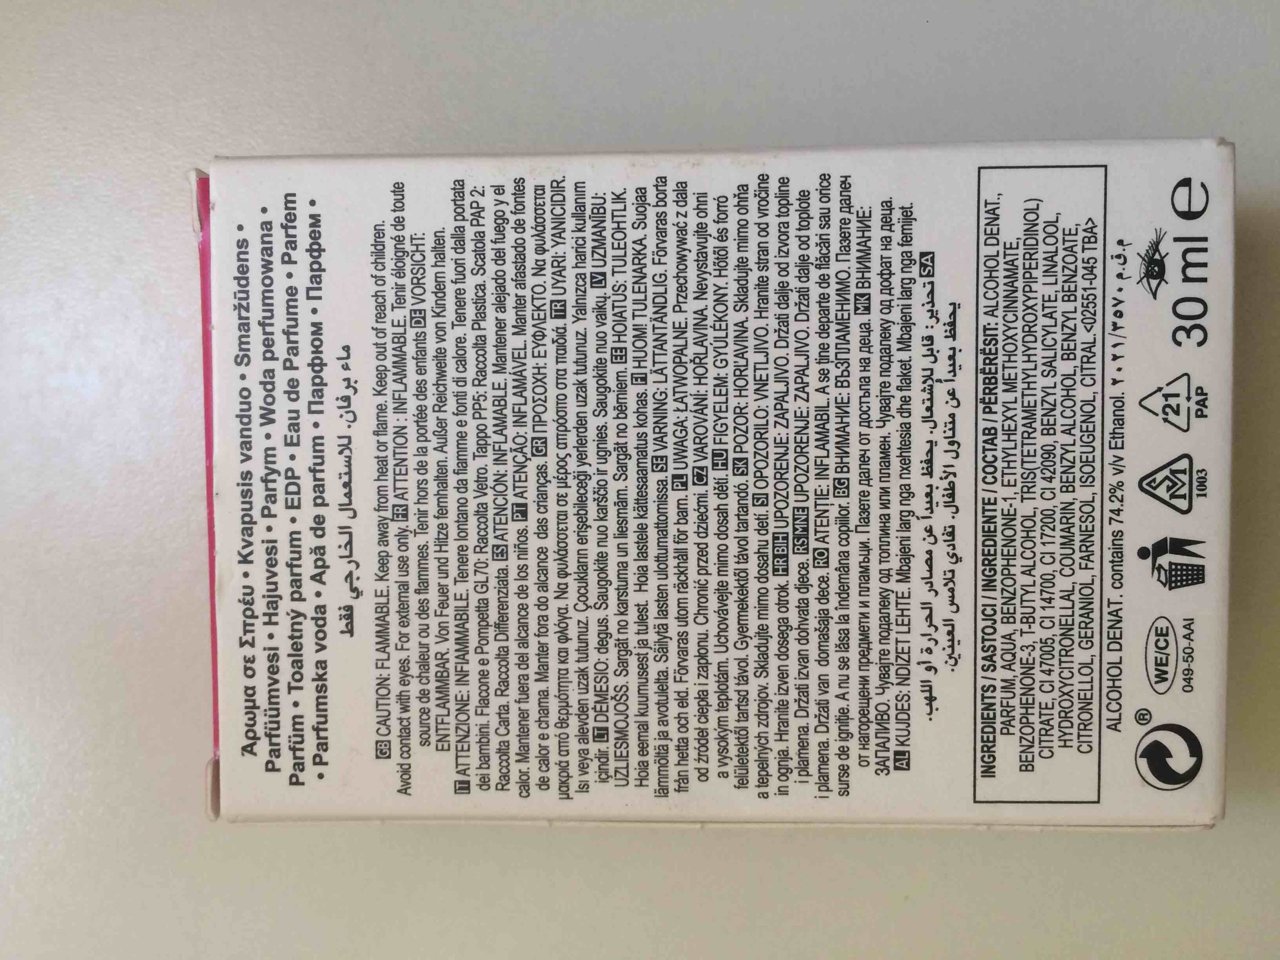 Άρωμα σε Σπρέυ • Kvapusis vanduo • Smaržūdens •
Parfüümvesi • Hajuvesi • Parfym • Woda perfumowana •
Parfüm • Toaletný parfum • EDP • Eau de Parfume • Parfem
• Parfumska voda • Apă de parfum • Парфюм • Парфем •
ماء برفان. للاستعمال الخارجي فقط
GB CAUTION: FLAMMABLE. Keep away from heat or flame. Keep out of reach of children.
Avoid contact with eyes. For external use only. FR ATTENTION : INFLAMMABLE. Tenir éloigné de toute
source de chaleur ou des flammes. Tenir hors de la portée des enfants DE VORSICHT:
ENTFLAMMBAR. Von Feuer und Hitze fernhalten. Außer Reichweite von Kindern halten.
IT ATTENZIONE: INFIAMMABILE. Tenere lontano da fiamme e fonti di calore. Tenere fuori dalla portata
dei bambini. Flacone e Pompetta GL70: Raccolta Vetro. Tappo PP5: Raccolta Plastica. Scatola PAP 2:
Raccolta Carta. Raccolta Differenziata. ES ATENCIÓN: INFLAMABLE. Mantener alejado del fuego y el
calor. Mantener fuera del alcance de los niños. PT ATENÇÃO: INFLAMÁVEL. Manter afastado de fontes
de calor e chama. Manter fora do alcance das crianças. GR ΠΡΟΣΟΧΗ: ΕΥΦΛΕΚΤΟ. Να φυλάσσεται
μακριά από θερμότητα και φλόγα. Να φυλάσσεται σε μέρος απρόσιτο στα παιδιά. TR UYARI: YANICIDIR.
Isı veya alevden uzak tutunuz. Çocukların erişebileceği yerlerden uzak tutunuz. Yalnızca harici kullanım
içindir. LT DĖMESIO: degus. Saugokite nuo karščio ir ugnies. Saugokite nuo vaikų. LV UZMANĪBU:
UZLIESMOJOŠS. Sargāt no karstuma un liesmām. Sargāt no bērniem. EE HOIATUS: TULEOHTLIK.
Hoia eemal kuumusest ja tulest. Hoia lastele kättesaamatus kohas. FI HUOM! TULENARKA. Suojaa
lämmöltä ja avotulelta. Säilytä lasten ulottumattomissa. SE VARNING: LÄTTANTÄNDLIG. Förvaras borta
från hetta och eld. Förvaras utom räckhåll för barn. PL UWAGA: ŁATWOPALNE. Przechowywać z dala
od źródeł ciepła i zapłonu. Chronić przed dziećmi. CZ VAROVÁNÍ: HOŘLAVINA. Nevystavujte ohni
a vysokým teplotám. Uchovávejte mimo dosah dětí. HU FIGYELEM: GYÚLÉKONY. Hőtől és forró
felületektől tartsd távol. Gyermekektől távol tartandó. SK POZOR: HORĽAVINA. Skladujte mimo ohňa
a tepelných zdrojov. Skladujte mimo dosahu detí. SI OPOZORILO: VNETLJIVO. Hranite stran od vročine
in ognja. Hranite izven dosega otrok. HR BIH UPOZORENJE: ZAPALJIVO. Držati dalje od izvora topline
i plamena. Držati izvan dohvata djece. RS MNE UPOZORENJE: ZAPALJIVO. Držati dalje od toplote
i plamena. Držati van domašaja dece. RO ATENȚIE: INFLAMABIL. A se ține departe de flăcări sau orice
surse de ignitje. A nu se lăsa la îndemâna copiilor. BG ВНИМАНИЕ: ВЪЗПЛАМЕНИМО. Пазете далеч
от нагорещени предмети и пламъци. Пазете далеч от достъпа на деца. MK ВНИМАНИЕ:
ЗАПАЛИВО. Чувајте подалеку од топлина или пламен. Чувајте подалеку од дофат на деца.
AL KUJDES: NDIZET LEHTE. Mbajeni larg nga nxehtësia dhe flaket. Mbajeni larg nga femijet.
SA تحذير: قابل للاشتعال. يحفظ بعيداً عن مصادر الحرارة أو اللهب.
يحفظ بعيداً عن متناول الأطفال. تفادي تلامس العينين.
INGREDIENTS / SASTOJCI / INGREDIENTE / СОСТАВ / PËRBËRËSIT: ALCOHOL DENAT.,
PARFUM, AQUA, BENZOPHENONE-1, ETHYLHEXYL METHOXYCINNAMATE,
BENZOPHENONE-3, T-BUTYL ALCOHOL, TRIS(TETRAMETHYLHYDROXYPIPERIDINOL)
CITRATE, CI 47005, CI 14700, CI 17200, CI 42090, BENZYL SALICYLATE, LINALOOL,
HYDROXYCITRONELLAL, COUMARIN, BENZYL ALCOHOL, BENZYL BENZOATE,
CITRONELLOL, GERANIOL, FARNESOL, ISOEUGENOL, CITRAL.<02551-045 TBA>
ALCOHOL DENAT. contains 74.2% v/v Ethanol. م.ق.م ٢٠٢١/٣٥٧٠
® WE/CE 049-50-AAI 1003 21 PAP 30 ml e